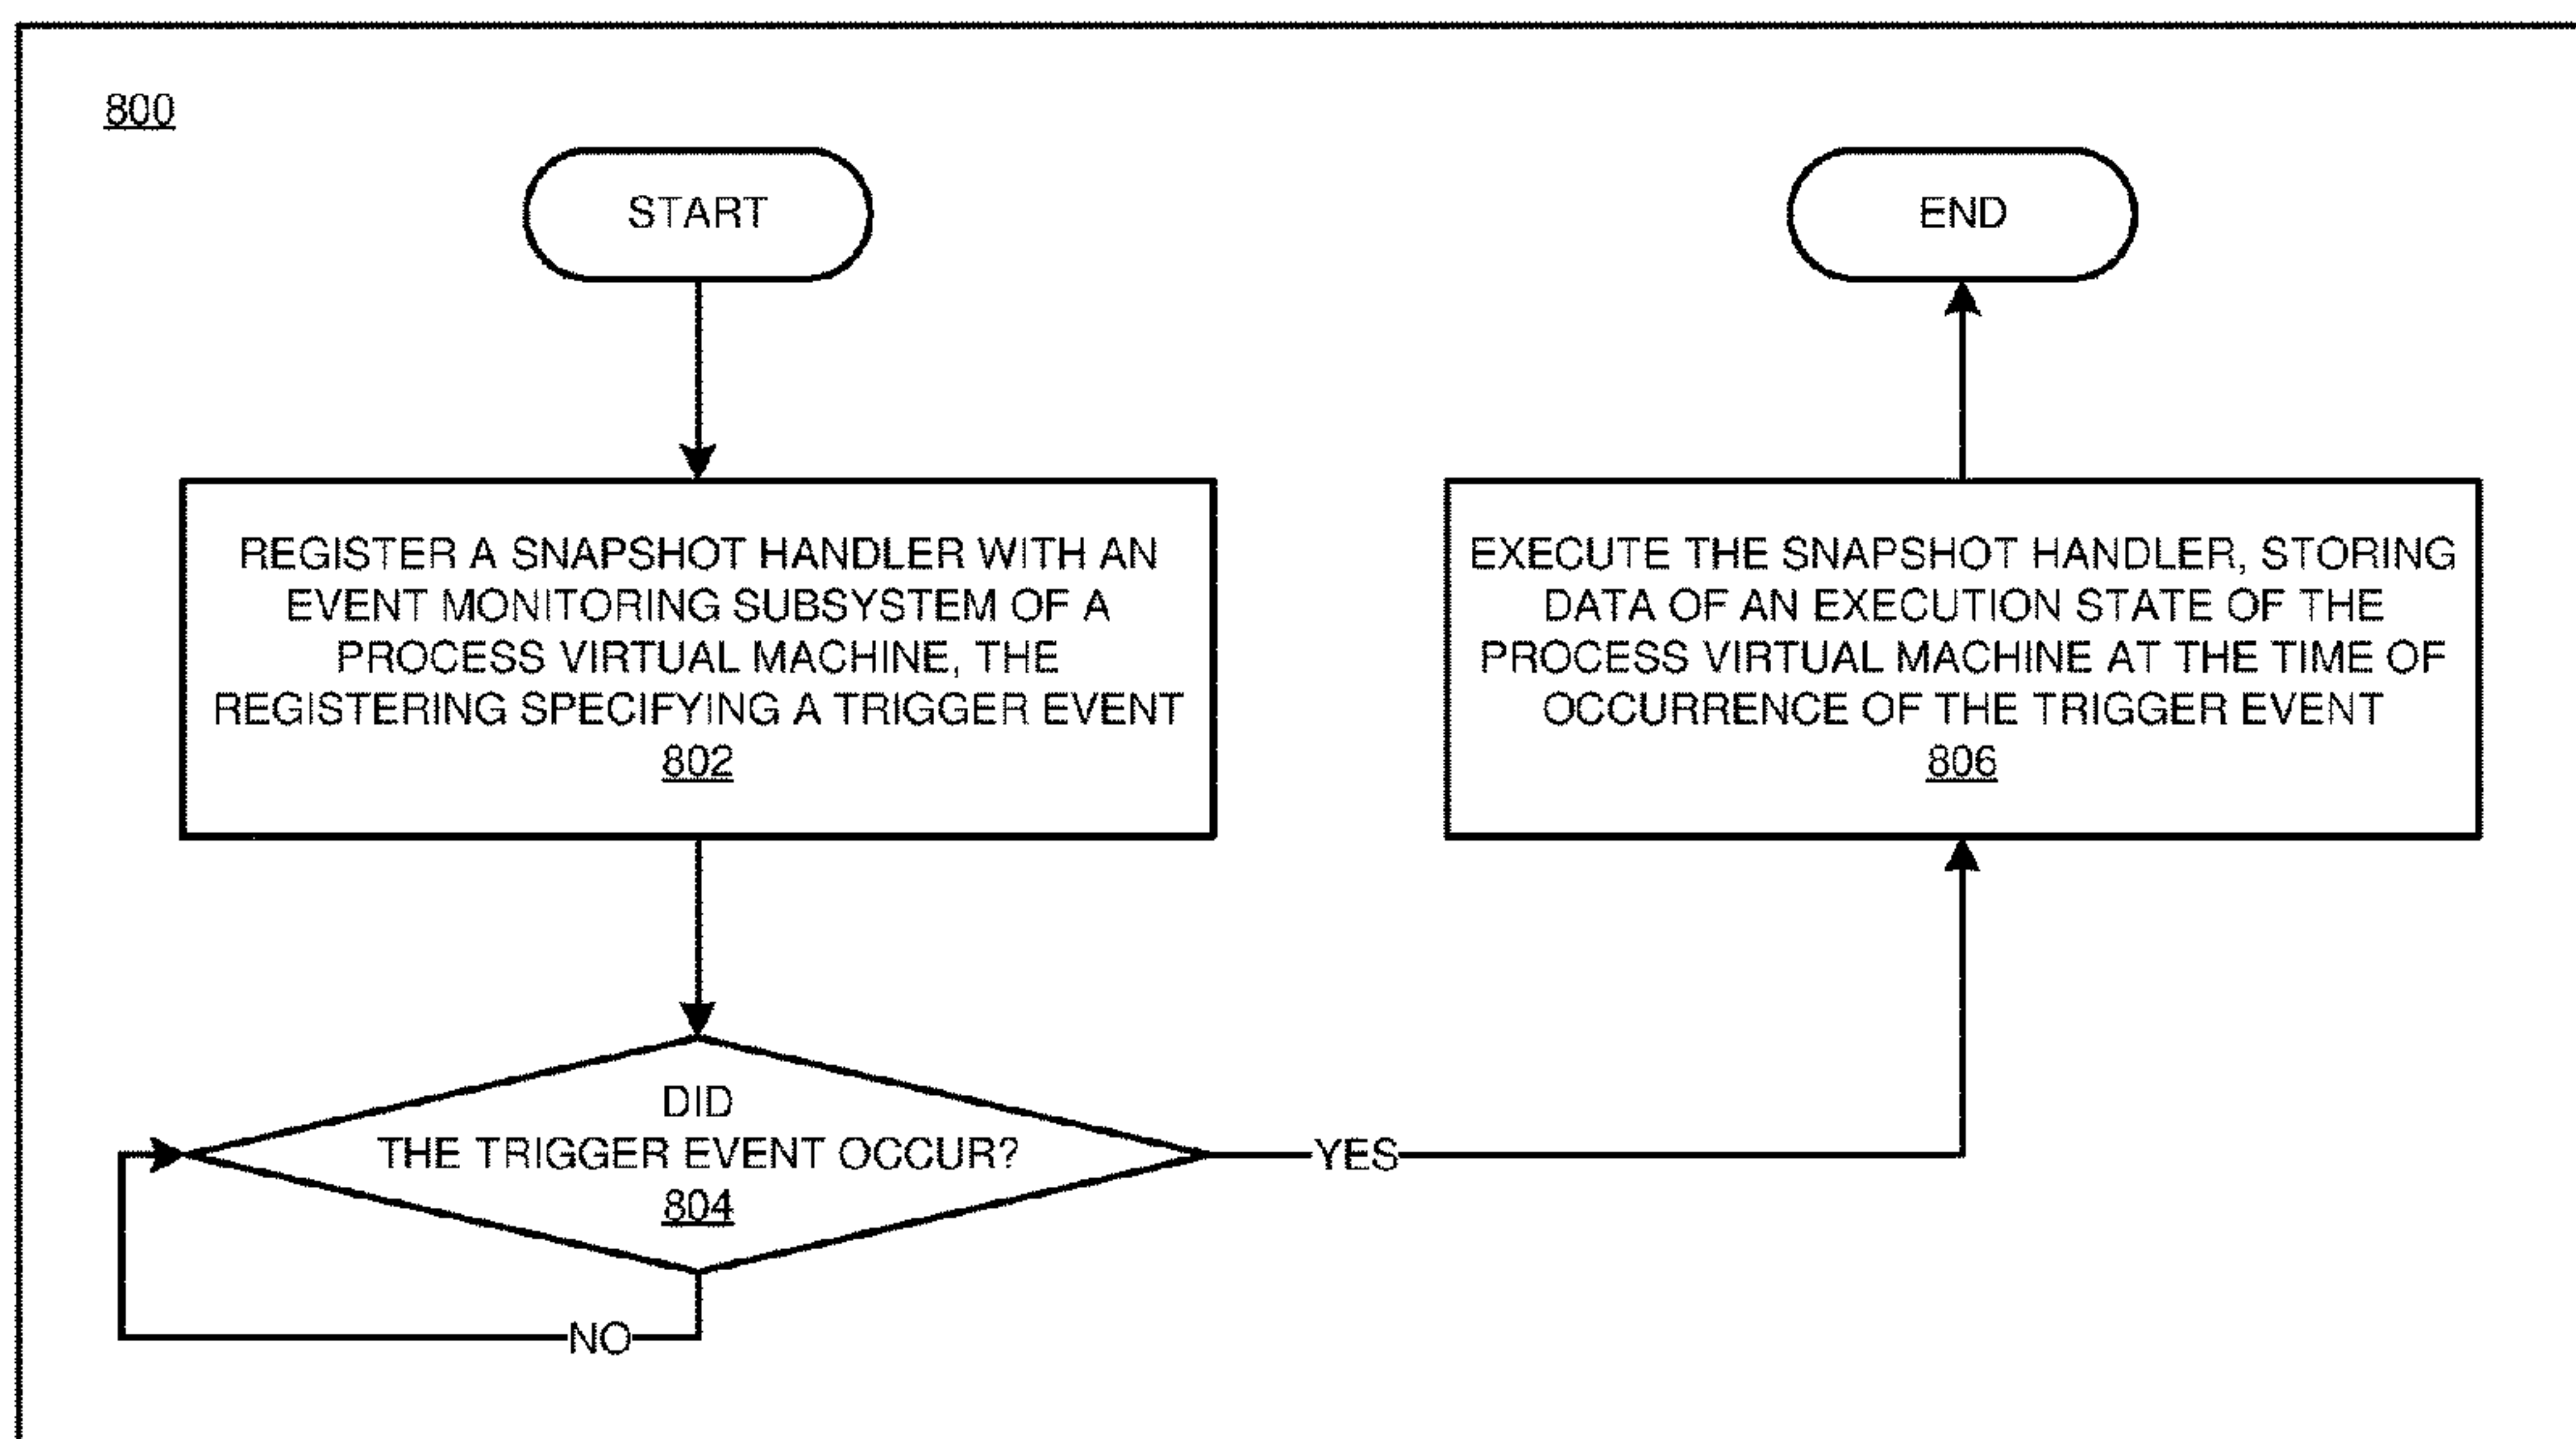 800
START
REGISTER A SNAPSHOT HANDLER WITH AN
EVENT MONITORING SUBSYSTEM OF A
PROCESS VIRTUAL MACHINE, THE
REGISTERING SPECIFYING A TRIGGER EVENT
802
DID
THE TRIGGER EVENT OCCUR?
804
NO
YES
EXECUTE THE SNAPSHOT HANDLER, STORING
DATA OF AN EXECUTION STATE OF THE
PROCESS VIRTUAL MACHINE AT THE TIME OF
OCCURRENCE OF THE TRIGGER EVENT
806
END